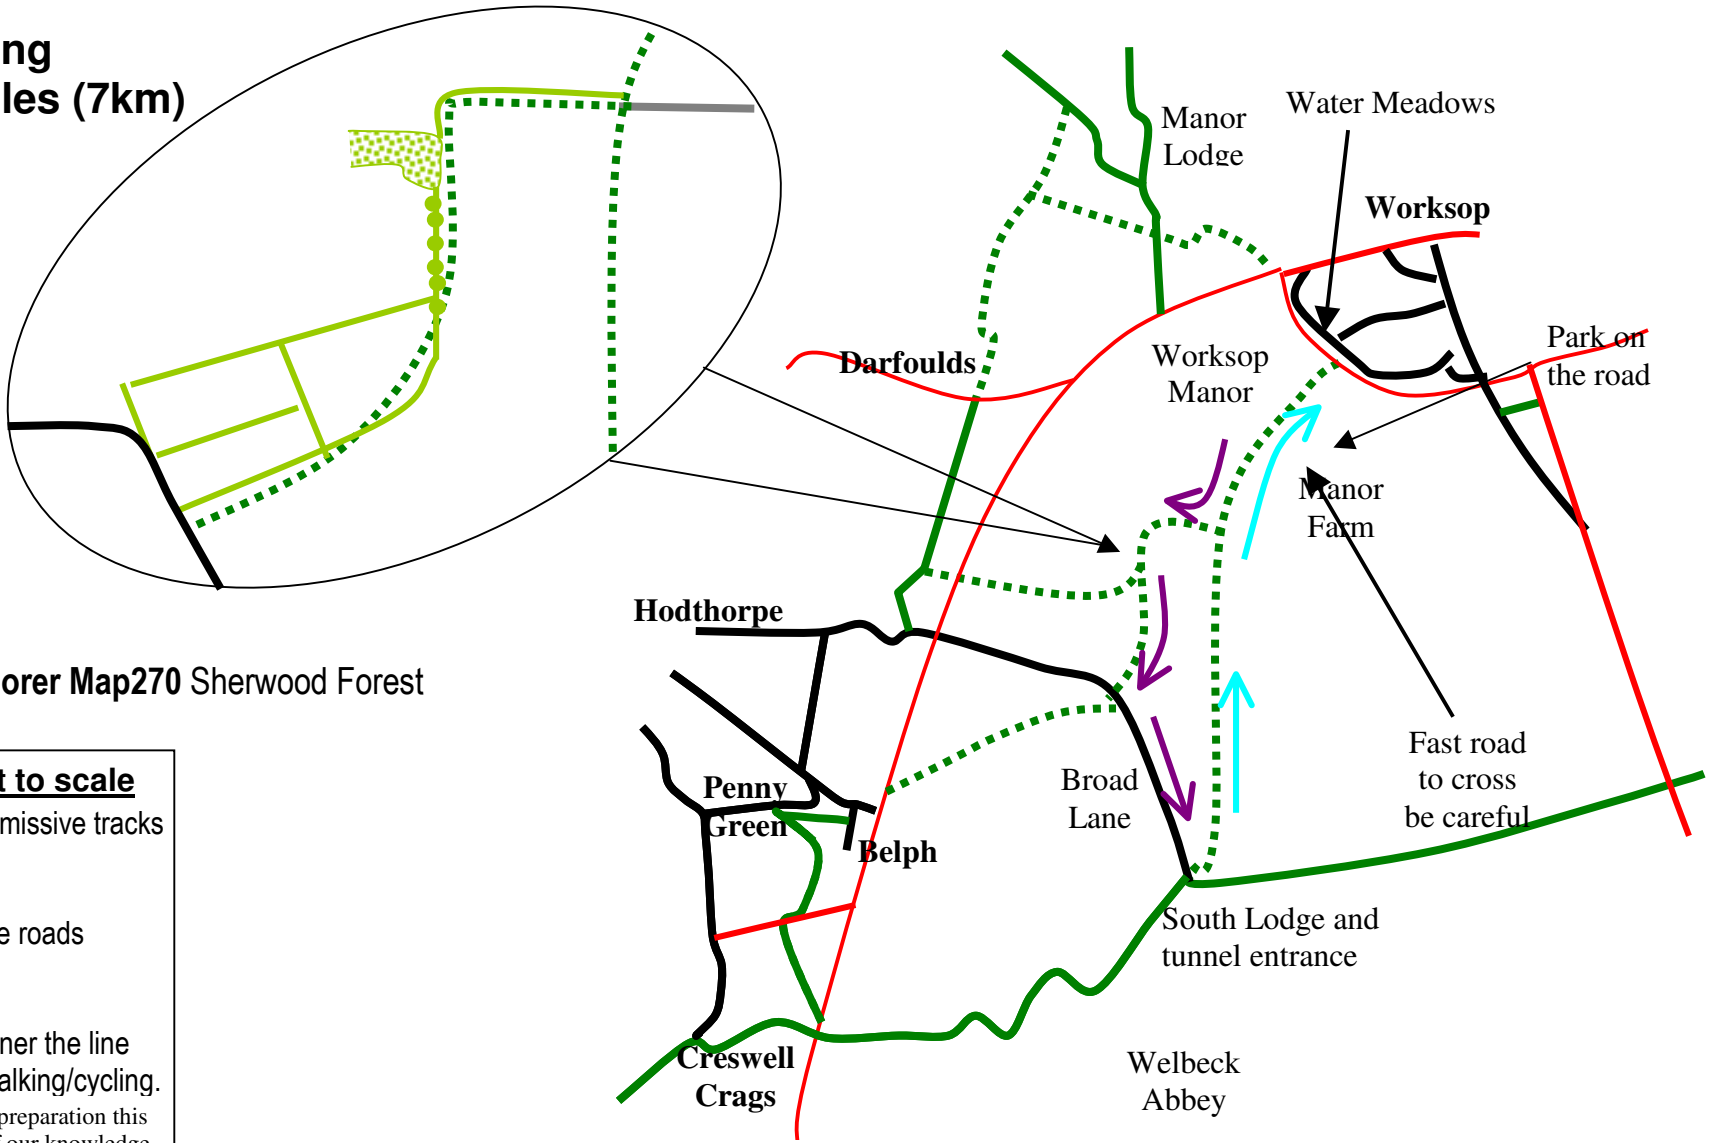 ng
les (7km)
Manor
Lodge
Water Meadows
Worksop
Darfoulds
Worksop
Manor
Park on
the road
Manor
Farm
Hodthorpe
orer Map270 Sherwood Forest
t to scale
missive tracks
e roads
ner the line
alking/cycling.
preparation this
f our knowledge
Penny
Green
Belph
Broad
Lane
Fast road
to cross
be careful
South Lodge and
tunnel entrance
Creswell
Crags
Welbeck
Abbey